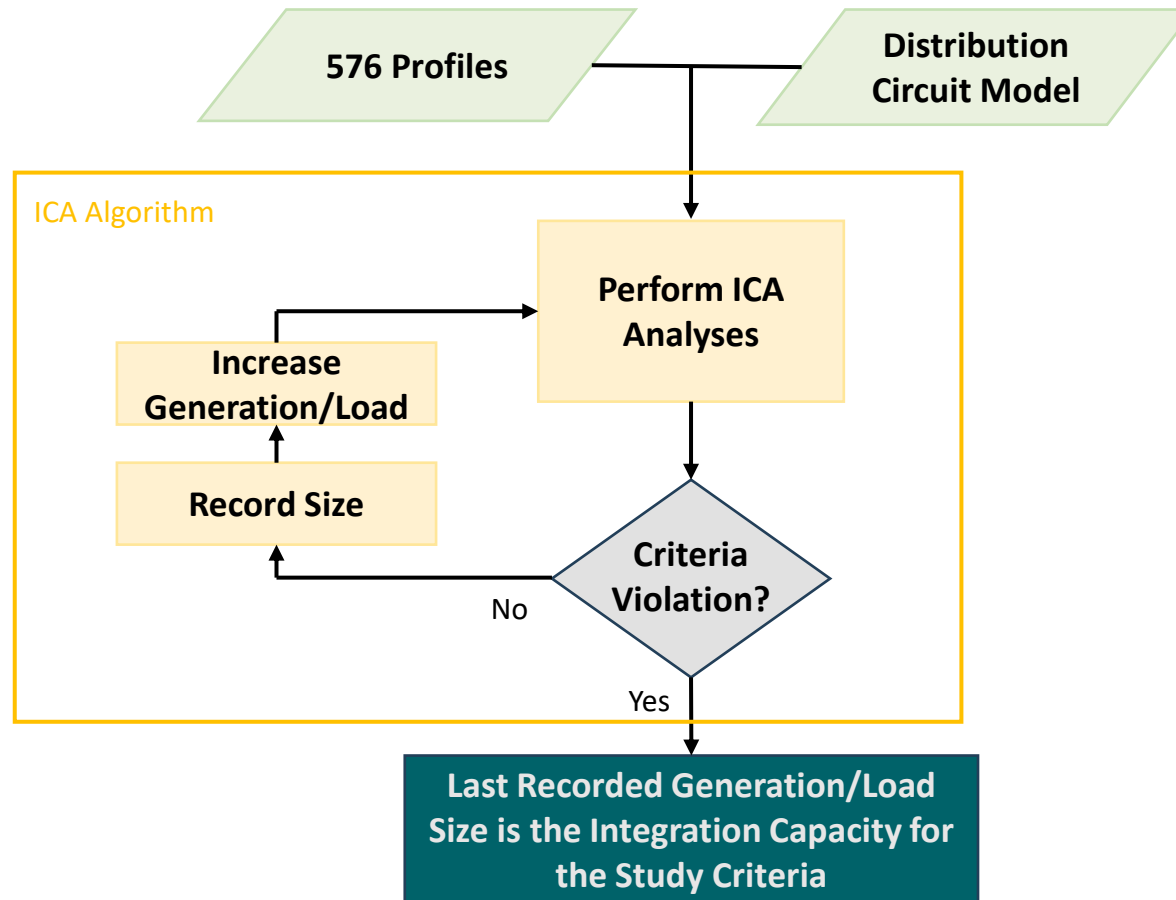 576 Profiles
Distribution
Circuit Model
ICA Algorithm
Perform ICA
Analyses
Increase
Generation/Load
Record Size
Criteria
Violation?
No
Yes
Last Recorded Generation/Load
Size is the Integration Capacity for
the Study Criteria